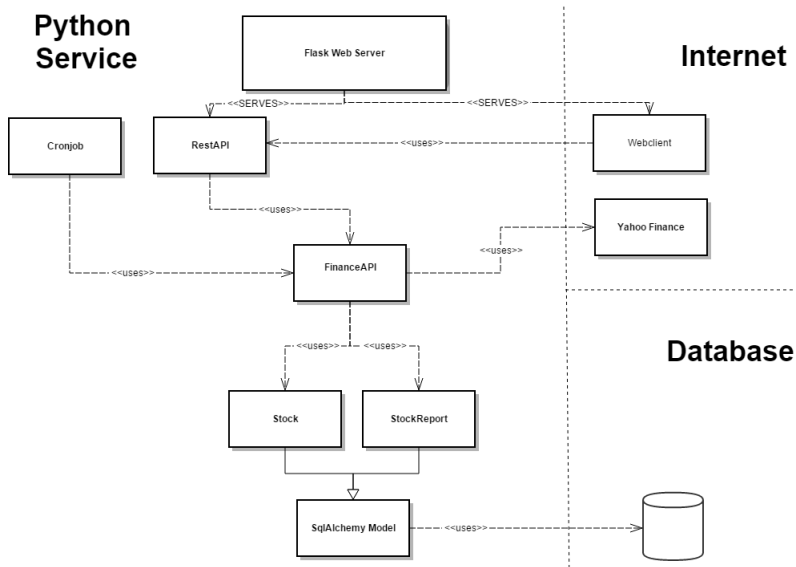 Python
Service
Flask Web Server
Internet
<<SERVES>>
<<SERVES>>
Cronjob
RestAPI
<<uses>>
Webclient
<<uses>>
Yahoo Finance
<<uses>>
FinanceAPI
<<uses>>
<<uses>>
<<uses>>
Database
Stock
StockReport
SqlAlchemy Model
<<uses>>